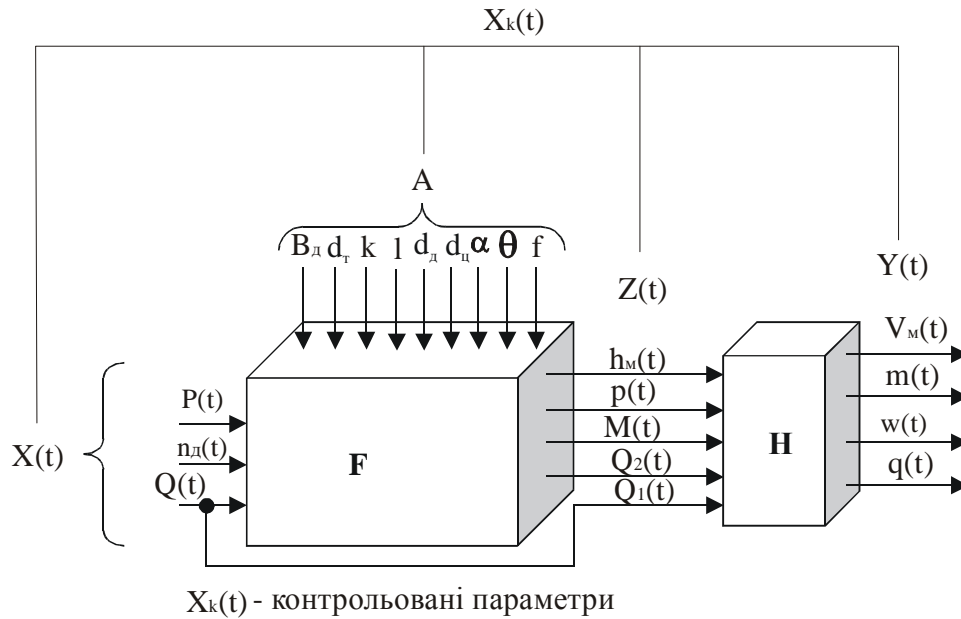 Xk(t)
A
Bд dт k l dд dц α θ f
Z(t)
Y(t)
X(t)
P(t)
nд(t)
Q(t)
F
hм(t)
p(t)
M(t)
Q2(t)
Q1(t)
H
Vм(t)
m(t)
w(t)
q(t)
Xk(t) - контрольовані параметри